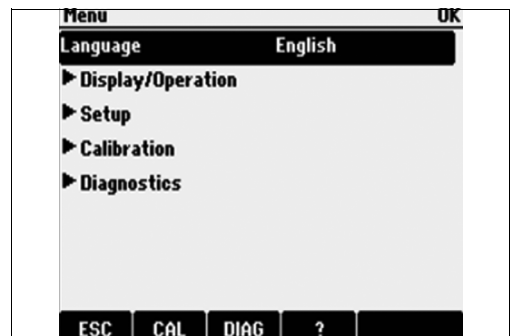 Menu OK
Language English
▶ Display/Operation
▶ Setup
▶ Calibration
▶ Diagnostics
ESC CAL DIAG ?